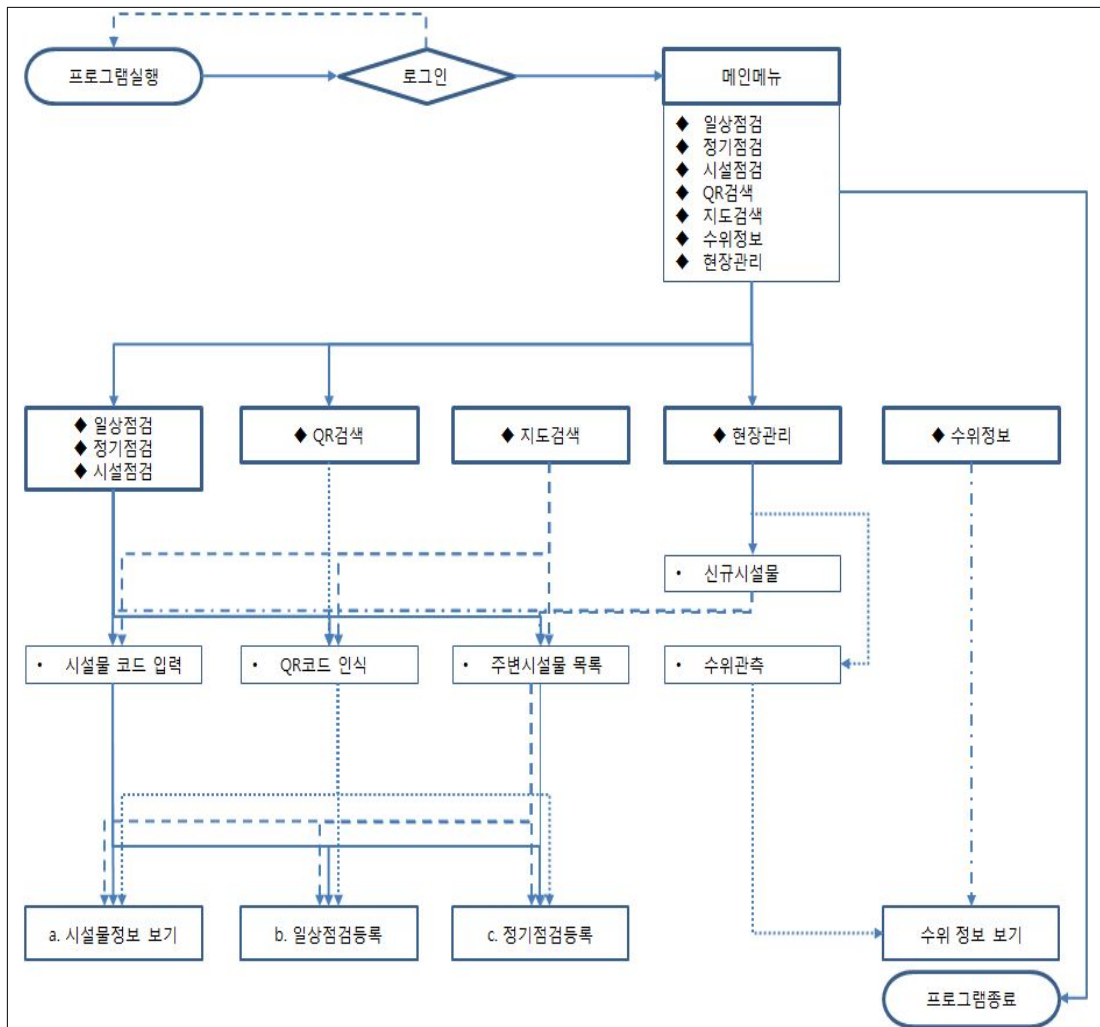 프로그램실행
로그인
메인메뉴
◆ 일상점검
◆ 정기점검
◆ 시설점검
◆ QR검색
◆ 지도검색
◆ 수위정보
◆ 현장관리
◆ 일상점검
◆ 정기점검
◆ 시설점검
◆ QR검색
◆ 지도검색
◆ 현장관리
◆ 수위정보
• 신규시설물
• 시설물 코드 입력
• QR코드 인식
• 주변시설물 목록
• 수위관측
a. 시설물정보 보기
b. 일상점검등록
c. 정기점검등록
수위 정보 보기
프로그램종료